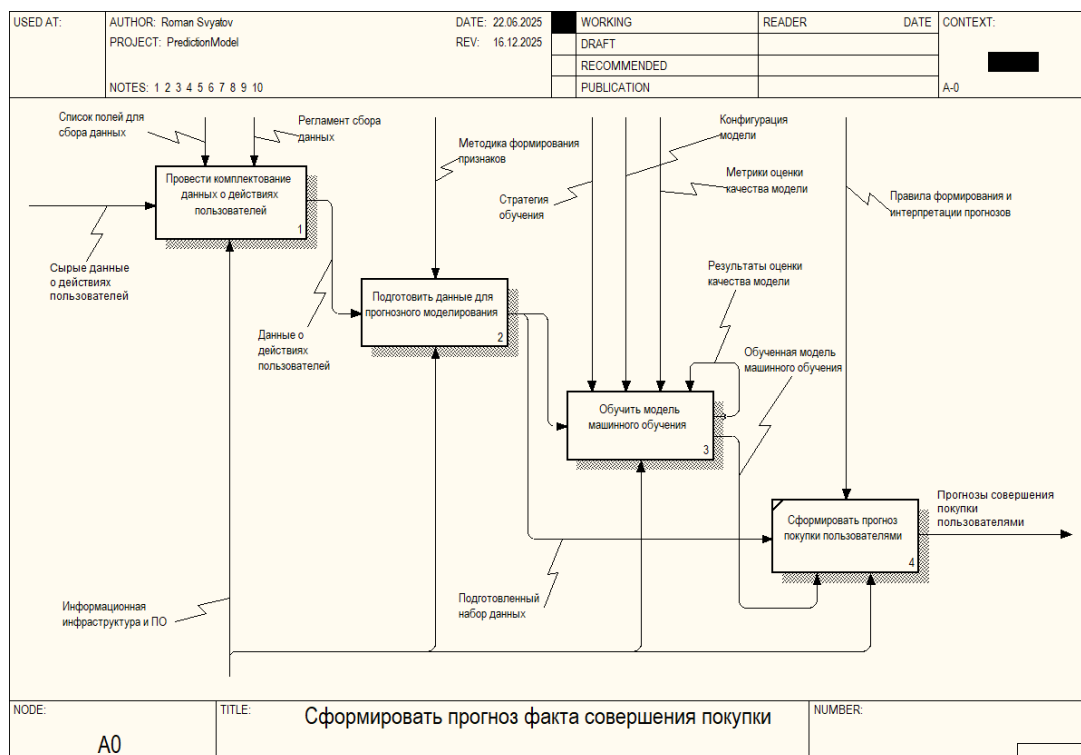 USED AT:
AUTHOR: Roman Svyatov
DATE: 22.06.2025
PROJECT: PredictionModel
REV: 16.12.2025
NOTES: 1 2 3 4 5 6 7 8 9 10
WORKING
DRAFT
RECOMMENDED
PUBLICATION
READER
DATE
CONTEXT:
A-0
Список полей для
сбора данных
Регламент сбора
данных
Методика формирования
признаков
Конфигурация
модели
Метрики оценки
качества модели
Стратегия
обучения
Правила формирования и
интерпретации прогнозов
Провести комплектование
данных о действиях
пользователей
1
Сырые данные
о действиях
пользователей
Данные о
действиях
пользователей
Подготовить данные для
прогнозного моделирования
2
Результаты оценки
качества модели
Обученная модель
машинного обучения
Обучить модель
машинного обучения
3
Сформировать прогноз
покупки пользователями
4
Прогнозы совершения
покупки
пользователями
Подготовленный
набор данных
Информационная
инфраструктура и ПО
NODE:
A0
TITLE:
Сформировать прогноз факта совершения покупки
NUMBER: